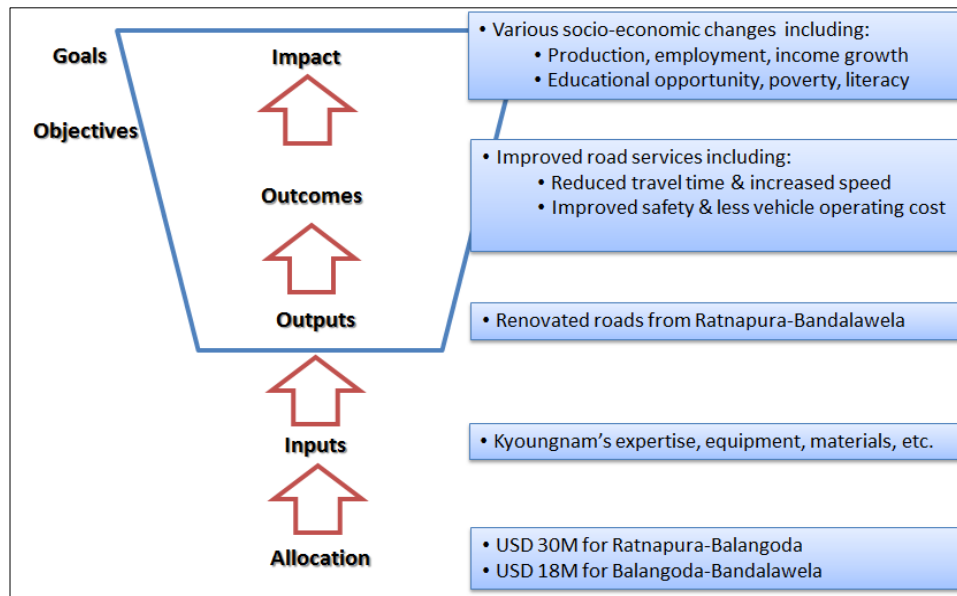 Goals
Objectives
Impact
Outcomes
Outputs
Inputs
Allocation
• Various socio-economic changes including:
• Production, employment, income growth
• Educational opportunity, poverty, literacy
• Improved road services including:
• Reduced travel time & increased speed
• Improved safety & less vehicle operating cost
• Renovated roads from Ratnapura-Bandalawela
• Kyoungnam's expertise, equipment, materials, etc.
• USD 30M for Ratnapura-Balangoda
• USD 18M for Balangoda-Bandalawela